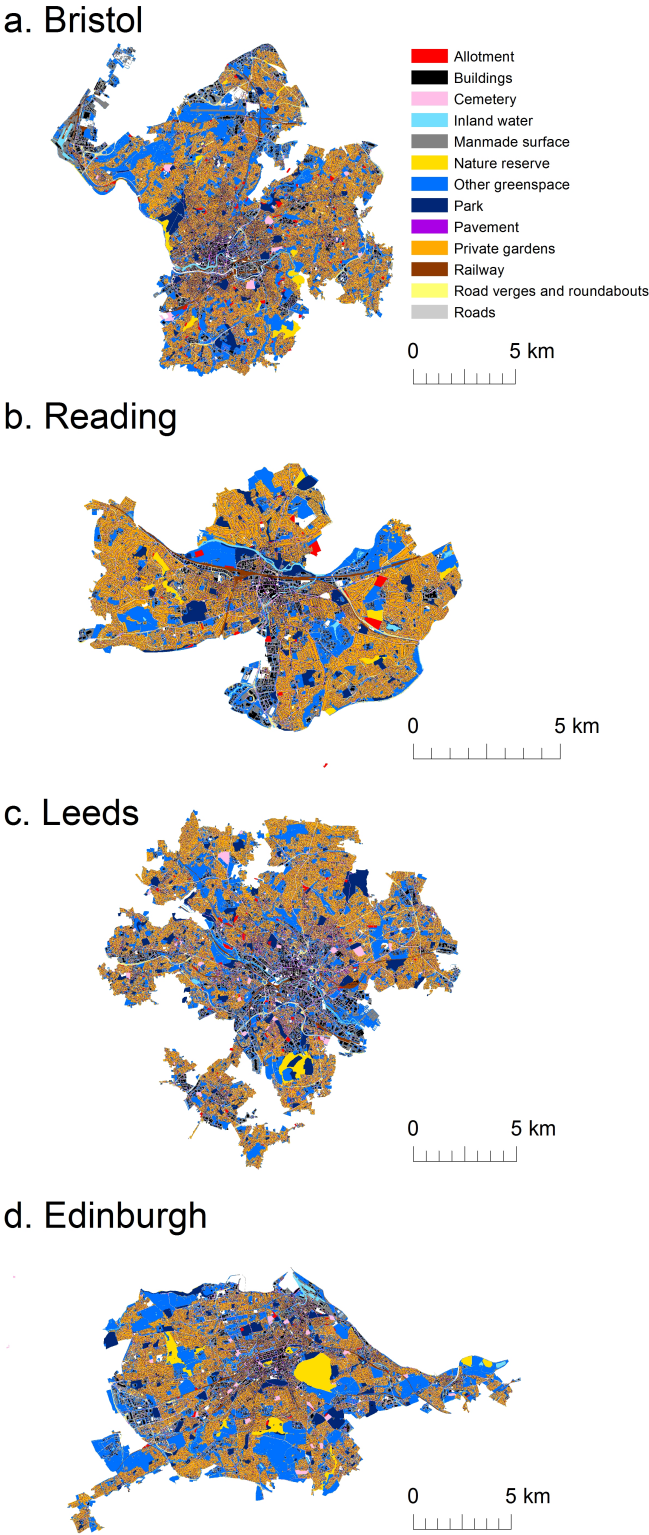 a. Bristol
Allotment
Buildings
Cemetery
Inland water
Manmade surface
Nature reserve
Other greenspace
Park
Pavement
Private gardens
Railway
Road verges and roundabouts
Roads
0 5 km
b. Reading
0 5 km
c. Leeds
0 5 km
d. Edinburgh
0 5 km